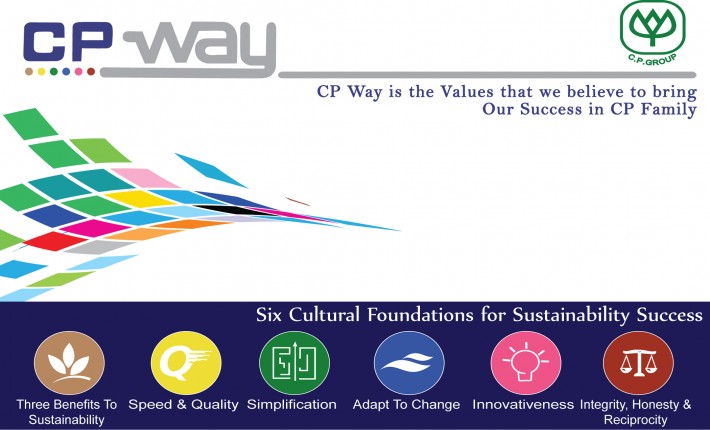 CP way
C.P. GROUP
CP Way is the Values that we believe to bring
Our Success in CP Family
Six Cultural Foundations for Sustainability Success
Three Benefits To
Sustainability
Speed & Quality
Simplification
Adapt To Change
Innovativeness
Integrity, Honesty &
Reciprocity